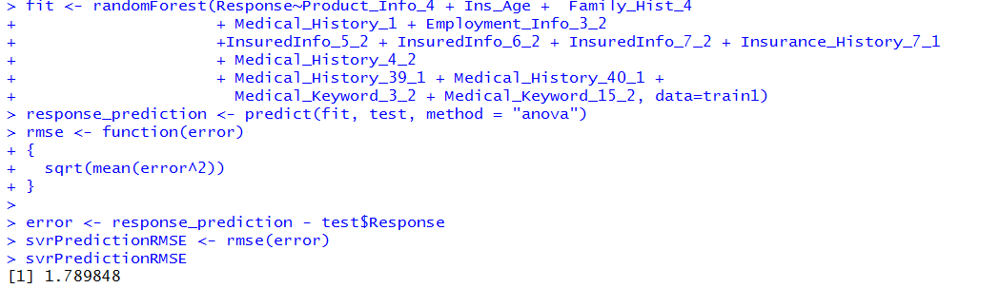 > fit <- randomForest(Response~Product_Info_4 + Ins_Age +  Family_Hist_4
+                     + Medical_History_1 + Employment_Info_3_2
+                     +InsuredInfo_5_2 + InsuredInfo_6_2 + InsuredInfo_7_2 + Insurance_History_7_1
+                     + Medical_History_4_2
+                     + Medical_History_39_1 + Medical_History_40_1 +
+                       Medical_Keyword_3_2 + Medical_Keyword_15_2, data=train1)
> response_prediction <- predict(fit, test, method = "anova")
> rmse <- function(error)
+ {
+   sqrt(mean(error^2))
+ }
>
> error <- response_prediction - test$Response
> svrPredictionRMSE <- rmse(error)
> svrPredictionRMSE
[1] 1.789848